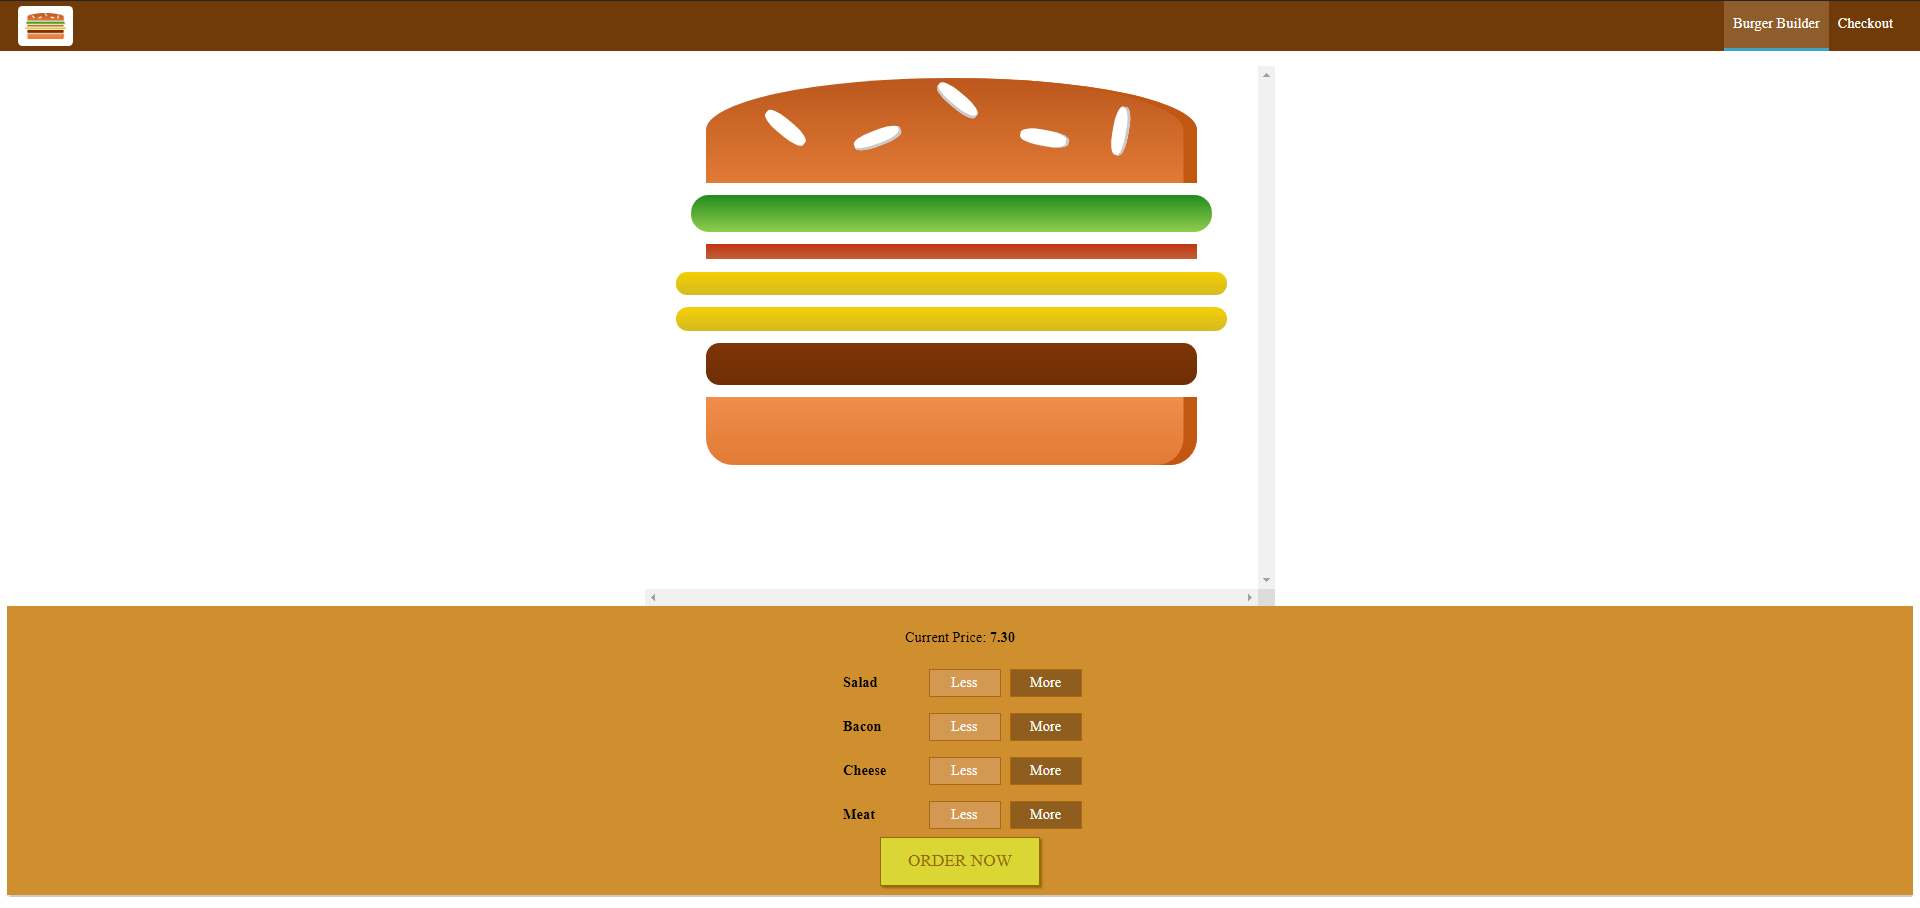 Burger Builder Checkout
Current Price: 7.30
Salad Less More
Bacon Less More
Cheese Less More
Meat Less More
ORDER NOW